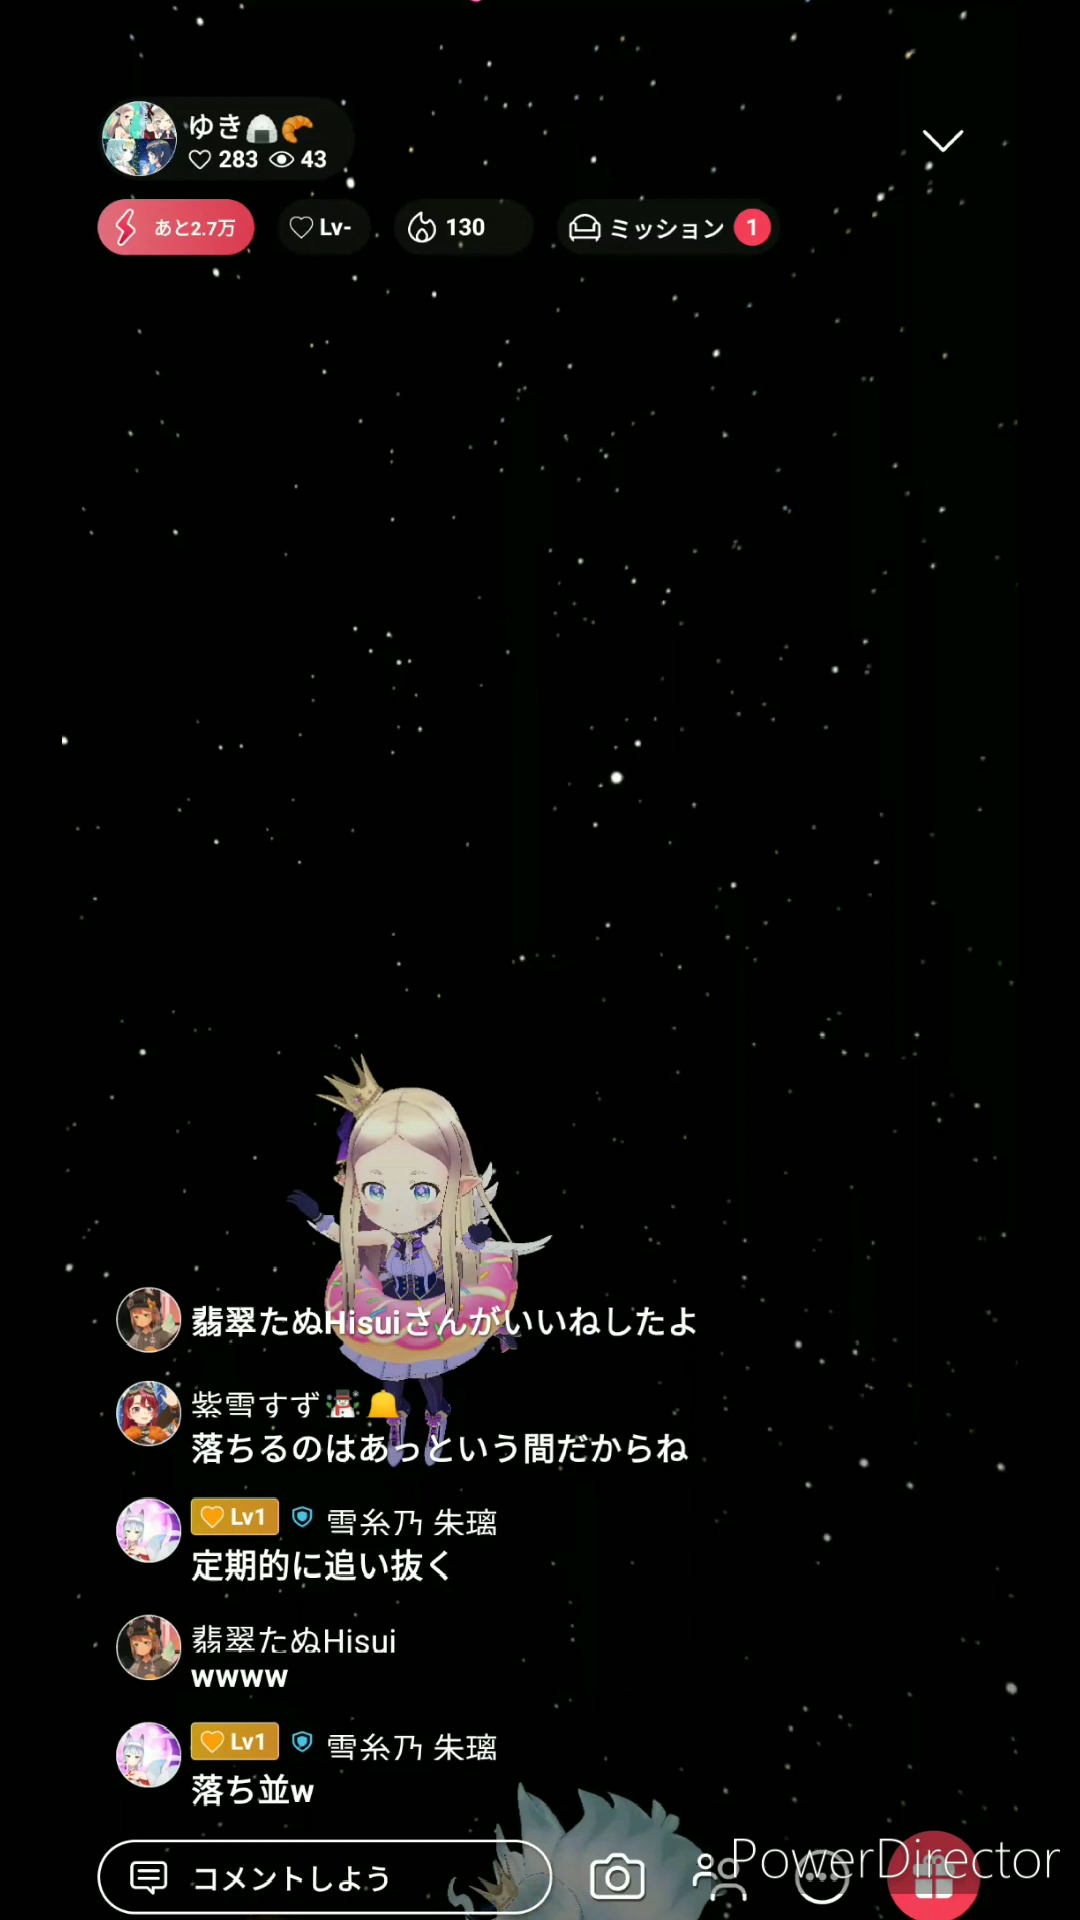 ゆき🍙🥐
283 43
あと2.7万 Lv- 130 ミッション 1
翡翠たぬHisuiさんがいいねしたよ
紫雪すず☃️🔔
落ちるのはあっという間だからね
Lv1 雪糸乃 朱璃
定期的に追い抜く
翡翠たぬHisui
wwww
Lv1 雪糸乃 朱璃
落ち並w
コメントしよう
PowerDirector